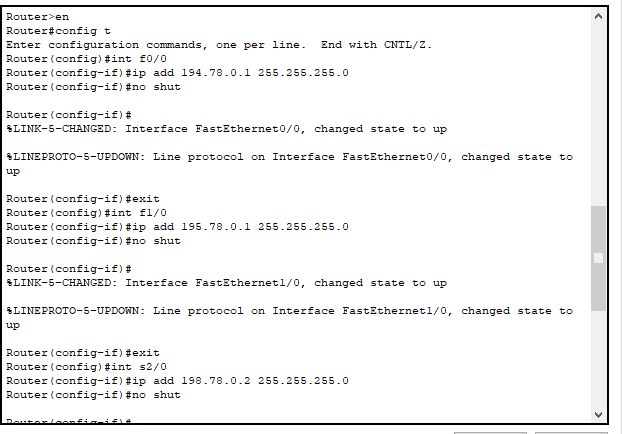 Router>en
Router#config t
Enter configuration commands, one per line.  End with CNTL/Z.
Router(config)#int f0/0
Router(config-if)#ip add 194.78.0.1 255.255.255.0
Router(config-if)#no shut
Router(config-if)#
%LINK-5-CHANGED: Interface FastEthernet0/0, changed state to up
%LINEPROTO-5-UPDOWN: Line protocol on Interface FastEthernet0/0, changed state to
up
Router(config-if)#exit
Router(config)#int f1/0
Router(config-if)#ip add 195.78.0.1 255.255.255.0
Router(config-if)#no shut
Router(config-if)#
%LINK-5-CHANGED: Interface FastEthernet1/0, changed state to up
%LINEPROTO-5-UPDOWN: Line protocol on Interface FastEthernet1/0, changed state to
up
Router(config-if)#exit
Router(config)#int s2/0
Router(config-if)#ip add 198.78.0.2 255.255.255.0
Router(config-if)#no shut
Router(config-if)#